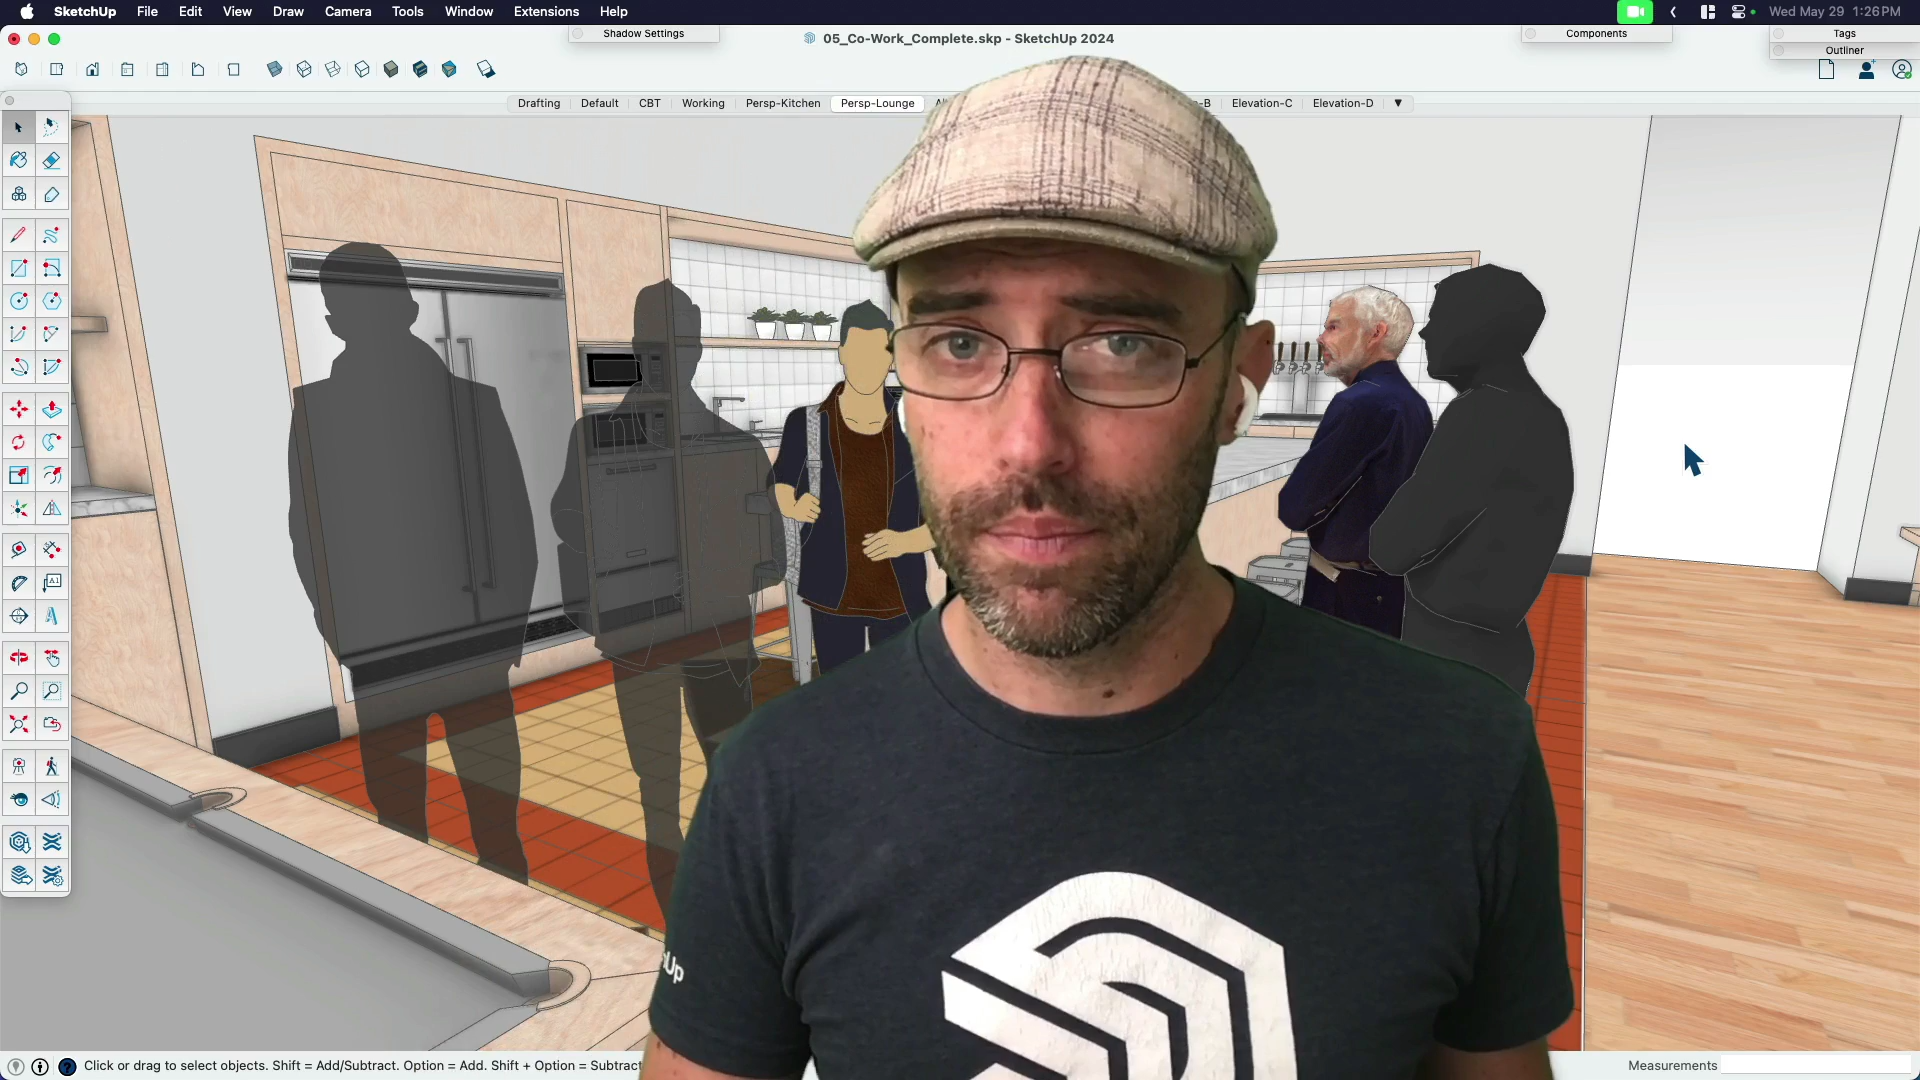 SketchUp File Edit View Draw Camera Tools Window Extensions Help Wed May 29 1:26PM
Shadow Settings 05_Co-Work_Complete.skp - SketchUp 2024 Components Tags
Outliner
Drafting Default CBT Working Persp-Kitchen Persp-Lounge -B Elevation-C Elevation-D
A1
Up
Click or drag to select objects. Shift = Add/Subtract. Option = Add. Shift + Option = Subtract Measurements